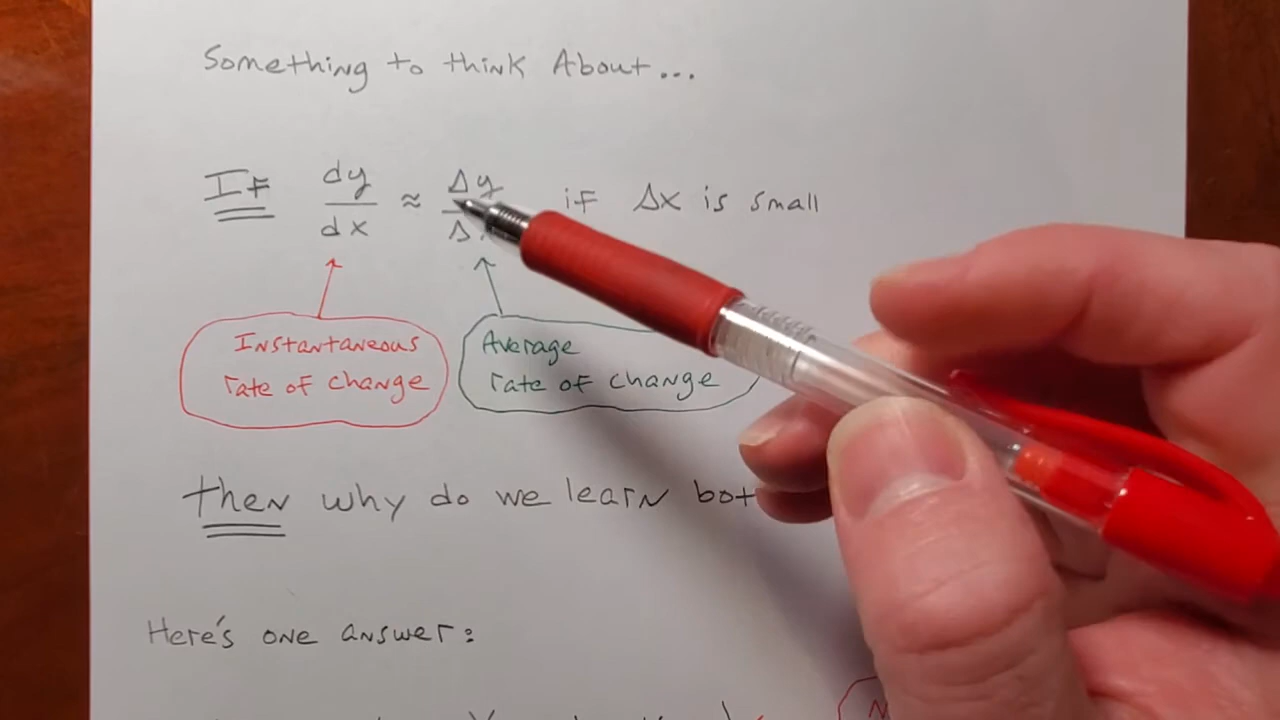 Something to think About...
If dy/dx ≈ Δy/Δ if Δx is small
Instantaneous
rate of change
Average
rate of change
then why do we learn
Here's one answer: